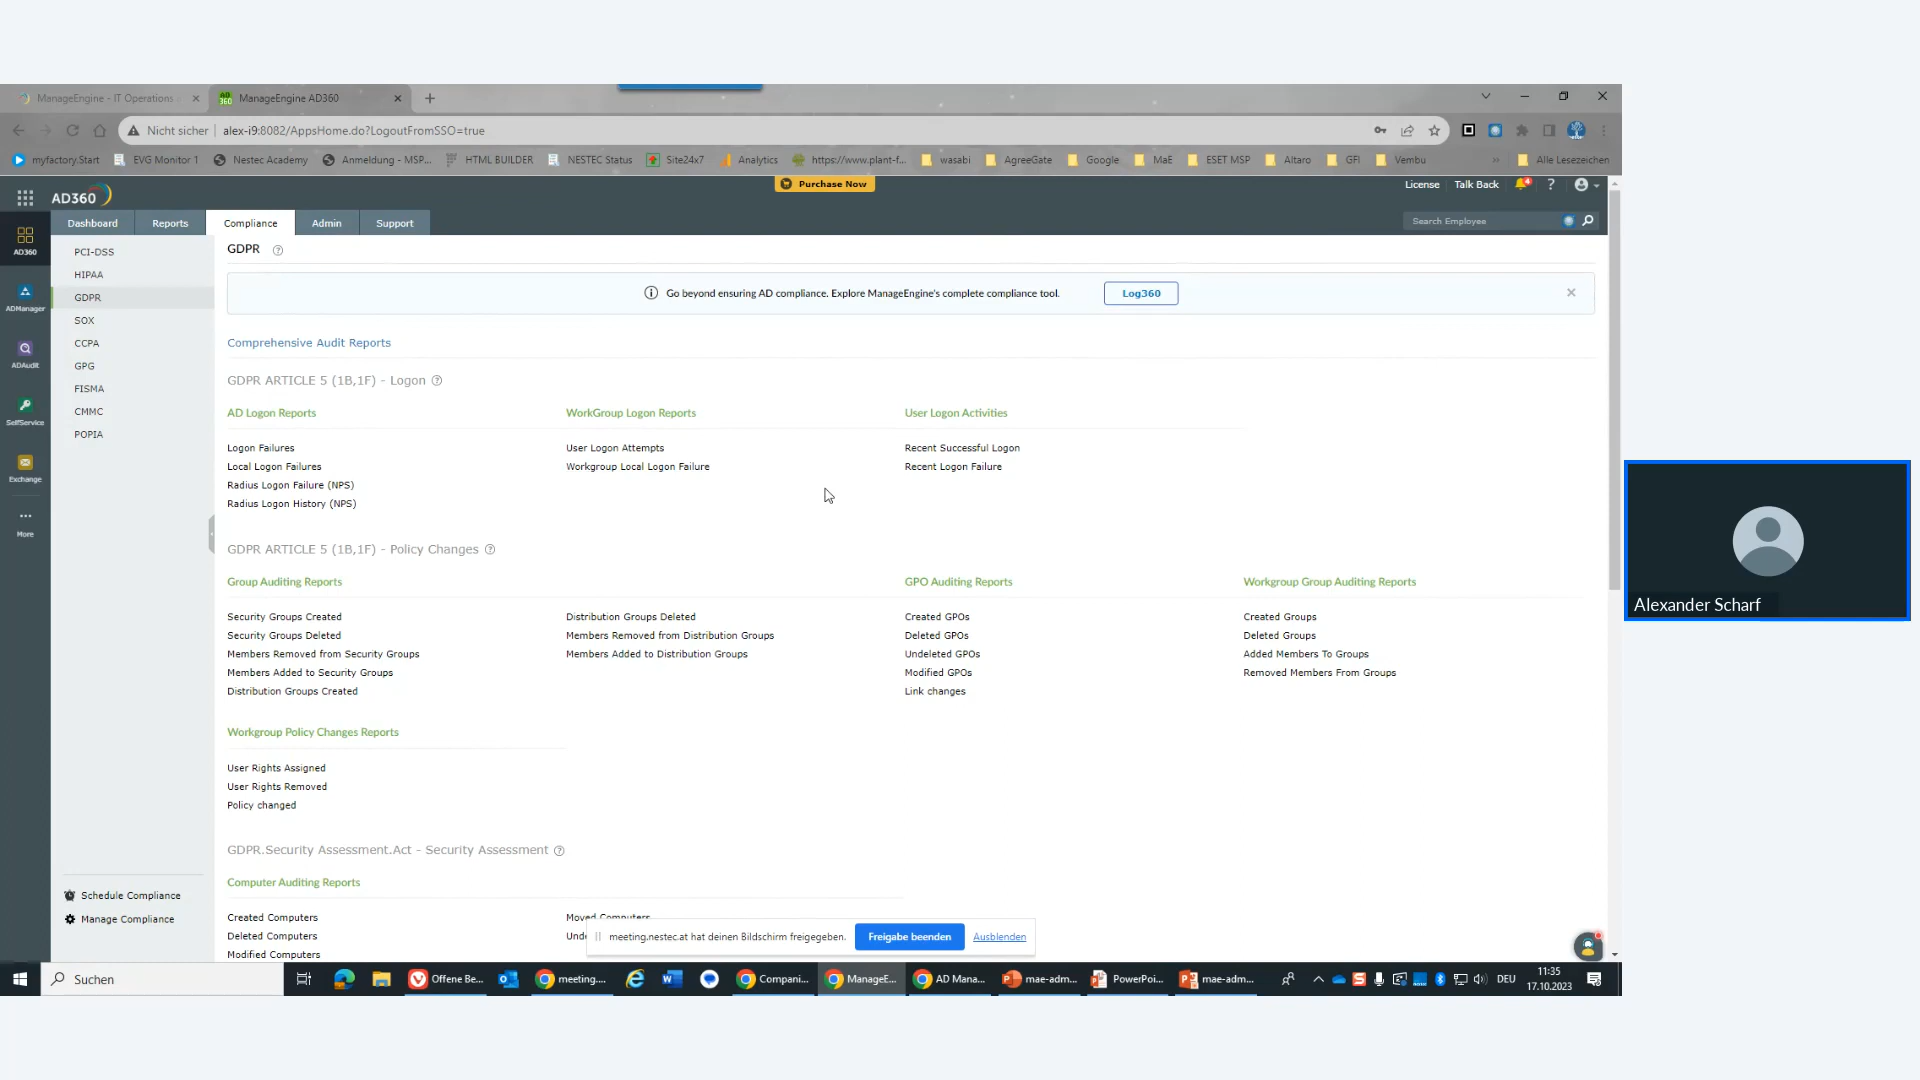 ManageEngine - IT Operations
ManageEngine AD360
Nicht sicher
alex-i9:8082/AppsHome.do?LogoutFromSSO=true
myfactory.Start
EVG Monitor 1
Nestec Academy
Anmeldung - MSP...
HTML BUILDER
NESTEC Status
Site24x7
Analytics
https://www.plant-f...
wasabi
AgreeGate
Google
MaE
ESET MSP
Altaro
GFI
Vembu
»
Alle Lesezeichen
AD360
Purchase Now
License
Talk Back
4
?
Dashboard
Reports
Compliance
Admin
Support
Search Employee
AD360
ADManager
ADAudit
SelfService
Exchange
More
PCI-DSS
HIPAA
GDPR
SOX
CCPA
GPG
FISMA
CMMC
POPIA
Schedule Compliance
Manage Compliance
GDPR
Go beyond ensuring AD compliance. Explore ManageEngine's complete compliance tool.
Log360
Comprehensive Audit Reports
GDPR ARTICLE 5 (1B,1F) - Logon
AD Logon Reports
Logon Failures
Local Logon Failures
Radius Logon Failure (NPS)
Radius Logon History (NPS)
WorkGroup Logon Reports
User Logon Attempts
Workgroup Local Logon Failure
User Logon Activities
Recent Successful Logon
Recent Logon Failure
GDPR ARTICLE 5 (1B,1F) - Policy Changes
Group Auditing Reports
Security Groups Created
Security Groups Deleted
Members Removed from Security Groups
Members Added to Security Groups
Distribution Groups Created
Distribution Groups Deleted
Members Removed from Distribution Groups
Members Added to Distribution Groups
GPO Auditing Reports
Created GPOs
Deleted GPOs
Undeleted GPOs
Modified GPOs
Link changes
Workgroup Group Auditing Reports
Created Groups
Deleted Groups
Added Members To Groups
Removed Members From Groups
Workgroup Policy Changes Reports
User Rights Assigned
User Rights Removed
Policy changed
GDPR.Security Assessment.Act - Security Assessment
Computer Auditing Reports
Created Computers
Deleted Computers
Modified Computers
Moved Computers
meeting.nestec.at hat deinen Bildschirm freigegeben.
Freigabe beenden
Ausblenden
Alexander Scharf
Suchen
Offene Be...
meeting....
Compani...
ManageE...
AD Mana...
mae-adm...
PowerPoi...
mae-adm...
DEU
11:35
17.10.2023